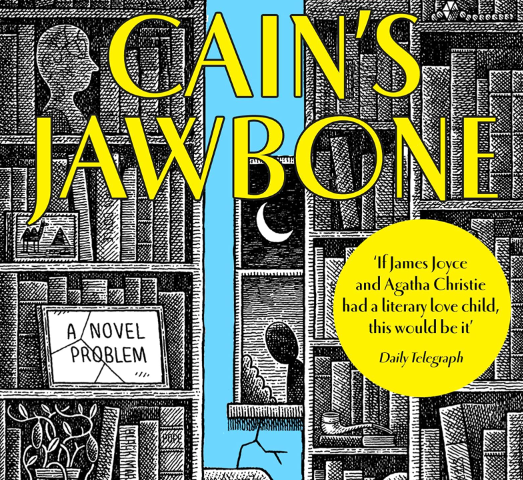 CAIN'S
JAWBONE
'If James Joyce
and Agatha Christie
had a literary love child,
this would be it'
Daily Telegraph
A NOVEL
PROBLEM
POPE